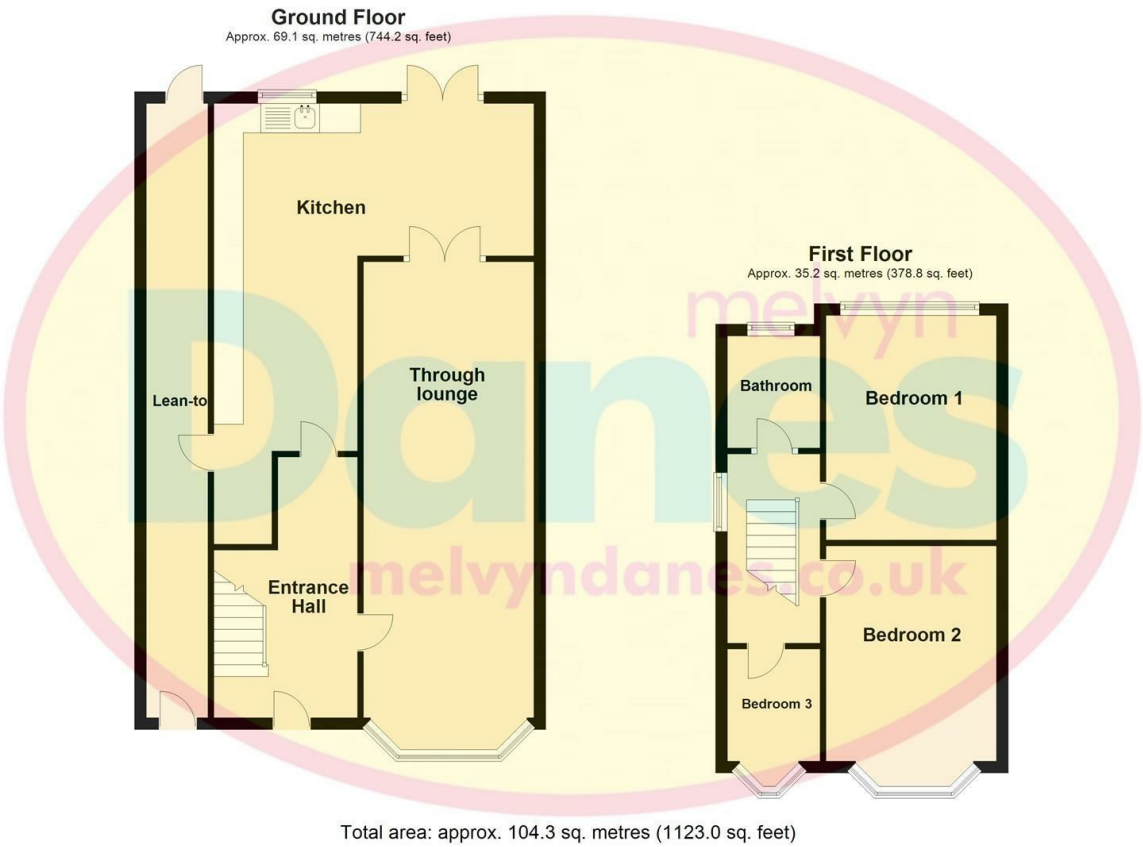 Ground Floor
Approx. 69.1 sq. metres (744.2 sq. feet)
Kitchen
Through
lounge
Lean-to
Entrance
Hall
First Floor
Approx. 35.2 sq. metres (378.8 sq. feet)
Bathroom
Bedroom 1
Bedroom 2
Bedroom 3
melvyn
Danes
melvyndanes.co.uk
Total area: approx. 104.3 sq. metres (1123.0 sq. feet)